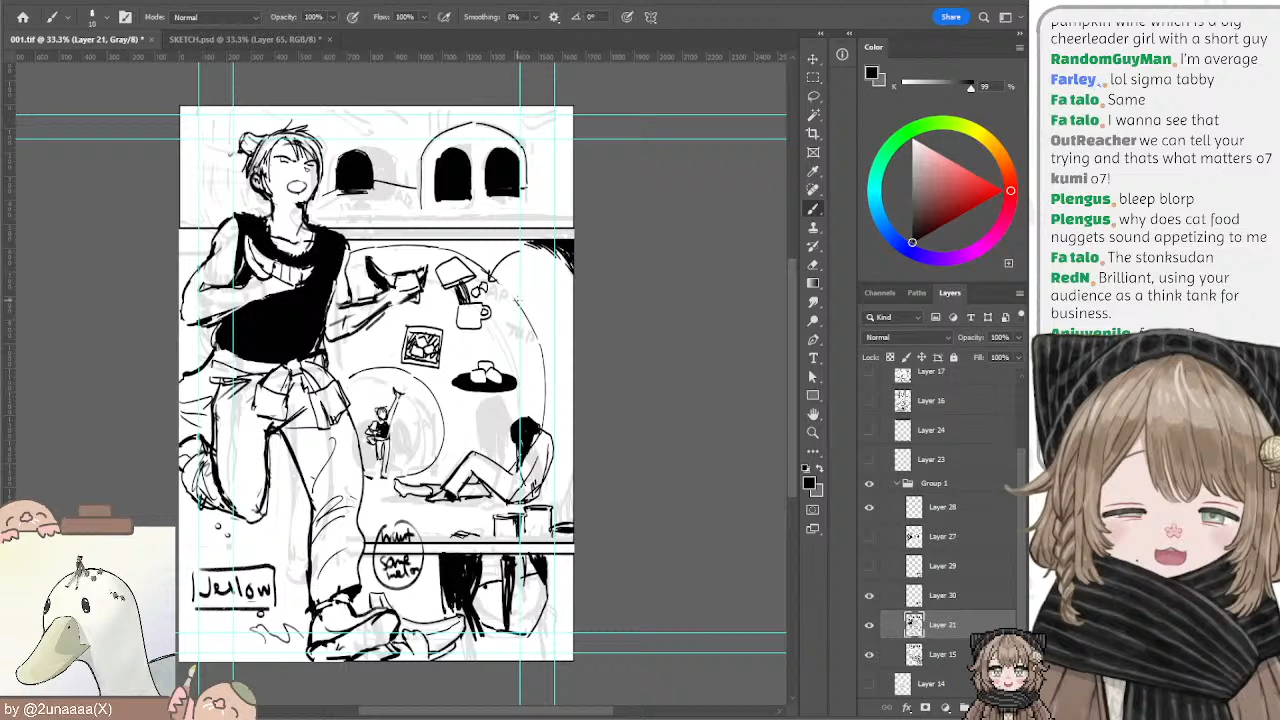 Mode: Normal Opacity: 100% Flow: 100% Smoothing: 0% 0° Share
10
001.tif @ 33.3% (Layer 21, Gray/8) * × SKETCH.psd @ 33.3% (Layer 65, RGB/8) * ×
Color
K 99 %
Channels Paths Layers
Kind
Normal Opacity: 100%
Lock: Fill: 100%
Layer 17
Layer 16
Layer 24
Layer 23
Group 1
Layer 28
Layer 27
Layer 29
Layer 30
Layer 21
Layer 15
Layer 14
want
some
Jellow
by @2unaaaa(X)
pumpkin wine which is a big
cheerleader girl with a short guy
RandomGuyMan I'm average
Farley lol sigma tabby
Fa talo Same
Fa talo I wanna see that
OutReacher we can tell your
trying and thats what matters o7
kumi o7!
Plengus bleep blorp
Plengus why does cat food
nuggets sound appetizing to me
Fa talo The stonksudan
RedN Brilliant, using your
audience as a think tank for
business.